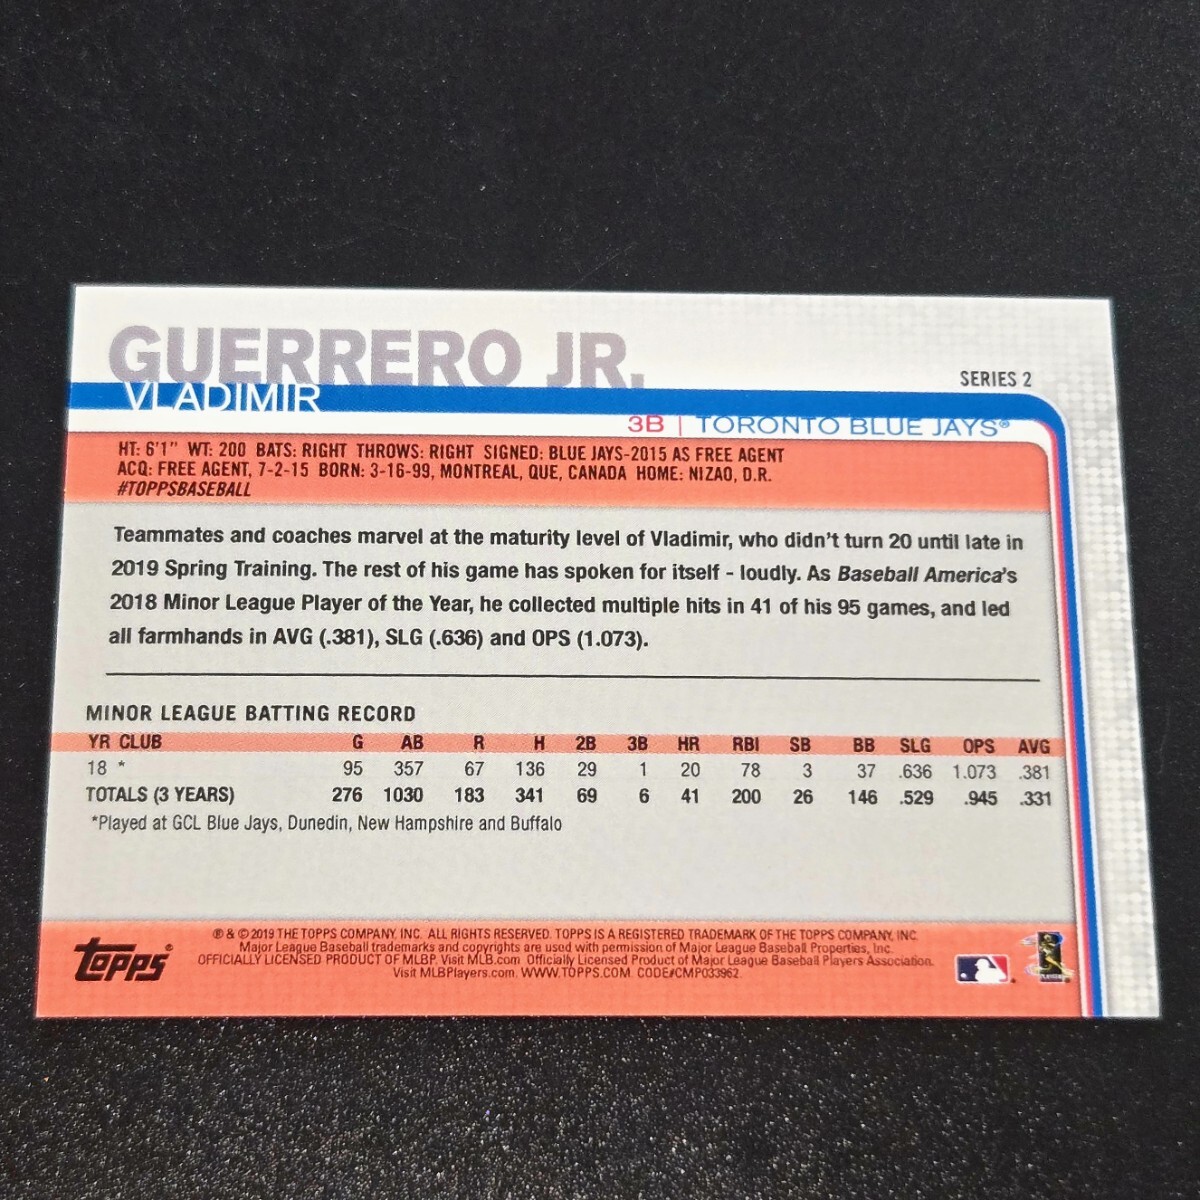 GUERRERO JR.
VLADIMIR
SERIES 2
3B | TORONTO BLUE JAYS®
HT: 6'1" WT: 200 BATS: RIGHT THROWS: RIGHT SIGNED: BLUE JAYS-2015 AS FREE AGENT
ACQ: FREE AGENT, 7-2-15 BORN: 3-16-99, MONTREAL, QUE, CANADA HOME: NIZAO, D.R.
#TOPPSBASEBALL
Teammates and coaches marvel at the maturity level of Vladimir, who didn't turn 20 until late in
2019 Spring Training. The rest of his game has spoken for itself - loudly. As Baseball America's
2018 Minor League Player of the Year, he collected multiple hits in 41 of his 95 games, and led
all farmhands in AVG (.381), SLG (.636) and OPS (1.073).
MINOR LEAGUE BATTING RECORD
YR CLUB G AB R H 2B 3B HR RBI SB BB SLG OPS AVG
18 * 95 357 67 136 29 1 20 78 3 37 .636 1.073 .381
TOTALS (3 YEARS) 276 1030 183 341 69 6 41 200 26 146 .529 .945 .331
*Played at GCL Blue Jays, Dunedin, New Hampshire and Buffalo
topps®
® & © 2019 THE TOPPS COMPANY, INC. ALL RIGHTS RESERVED. TOPPS IS A REGISTERED TRADEMARK OF THE TOPPS COMPANY, INC.
Major League Baseball trademarks and copyrights are used with permission of Major League Baseball Properties, Inc.
OFFICIALLY LICENSED PRODUCT OF MLBP. Visit MLB.com Officially Licensed Product of Major League Baseball Players Association.
Visit MLBPlayers.com. WWW.TOPPS.COM. CODE#CMP033962.